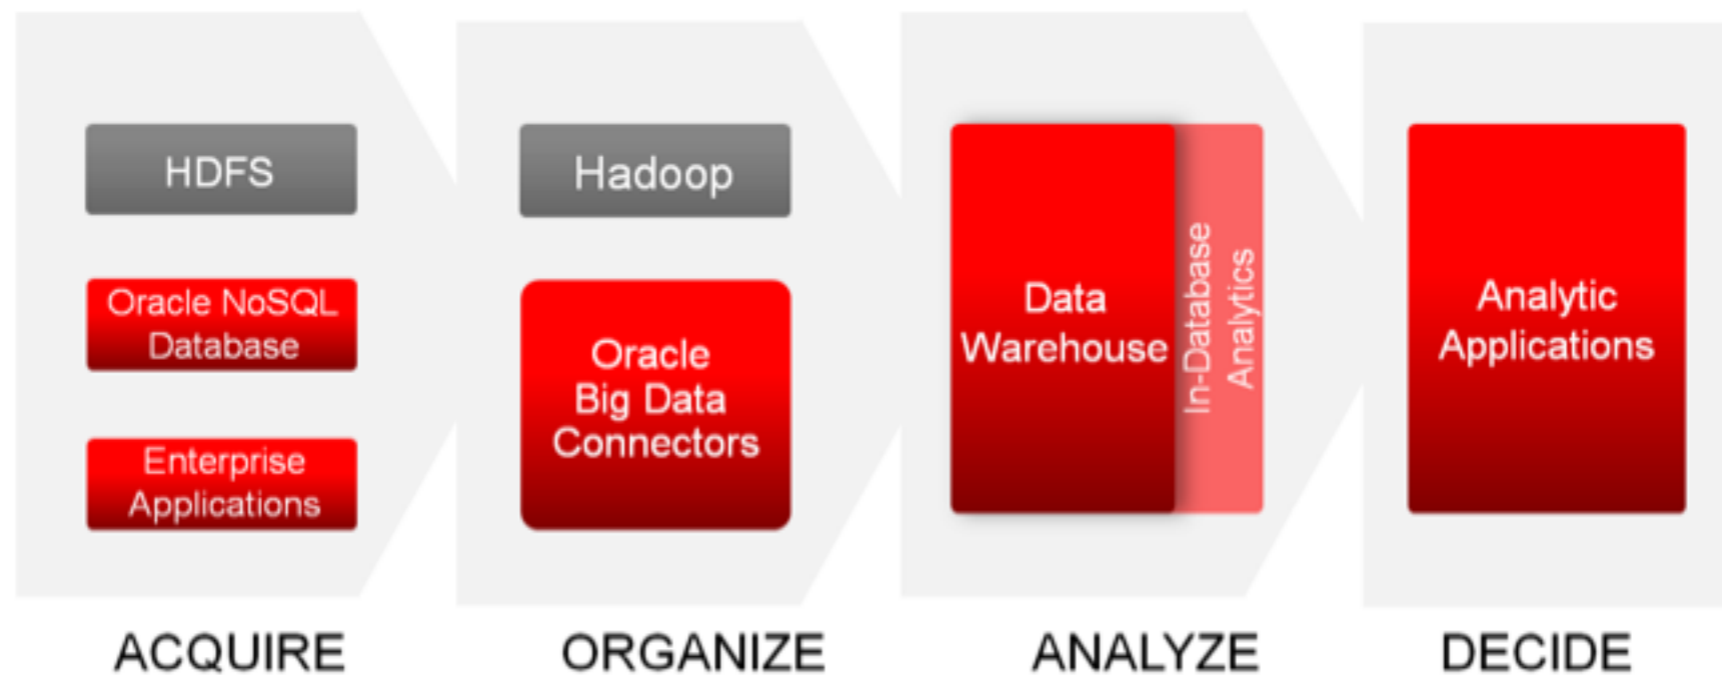 HDFS
Oracle NoSQL
Database
Enterprise
Applications
ACQUIRE
Hadoop
Oracle
Big Data
Connectors
ORGANIZE
Data
Warehouse
In-Database
Analytics
ANALYZE
Analytic
Applications
DECIDE